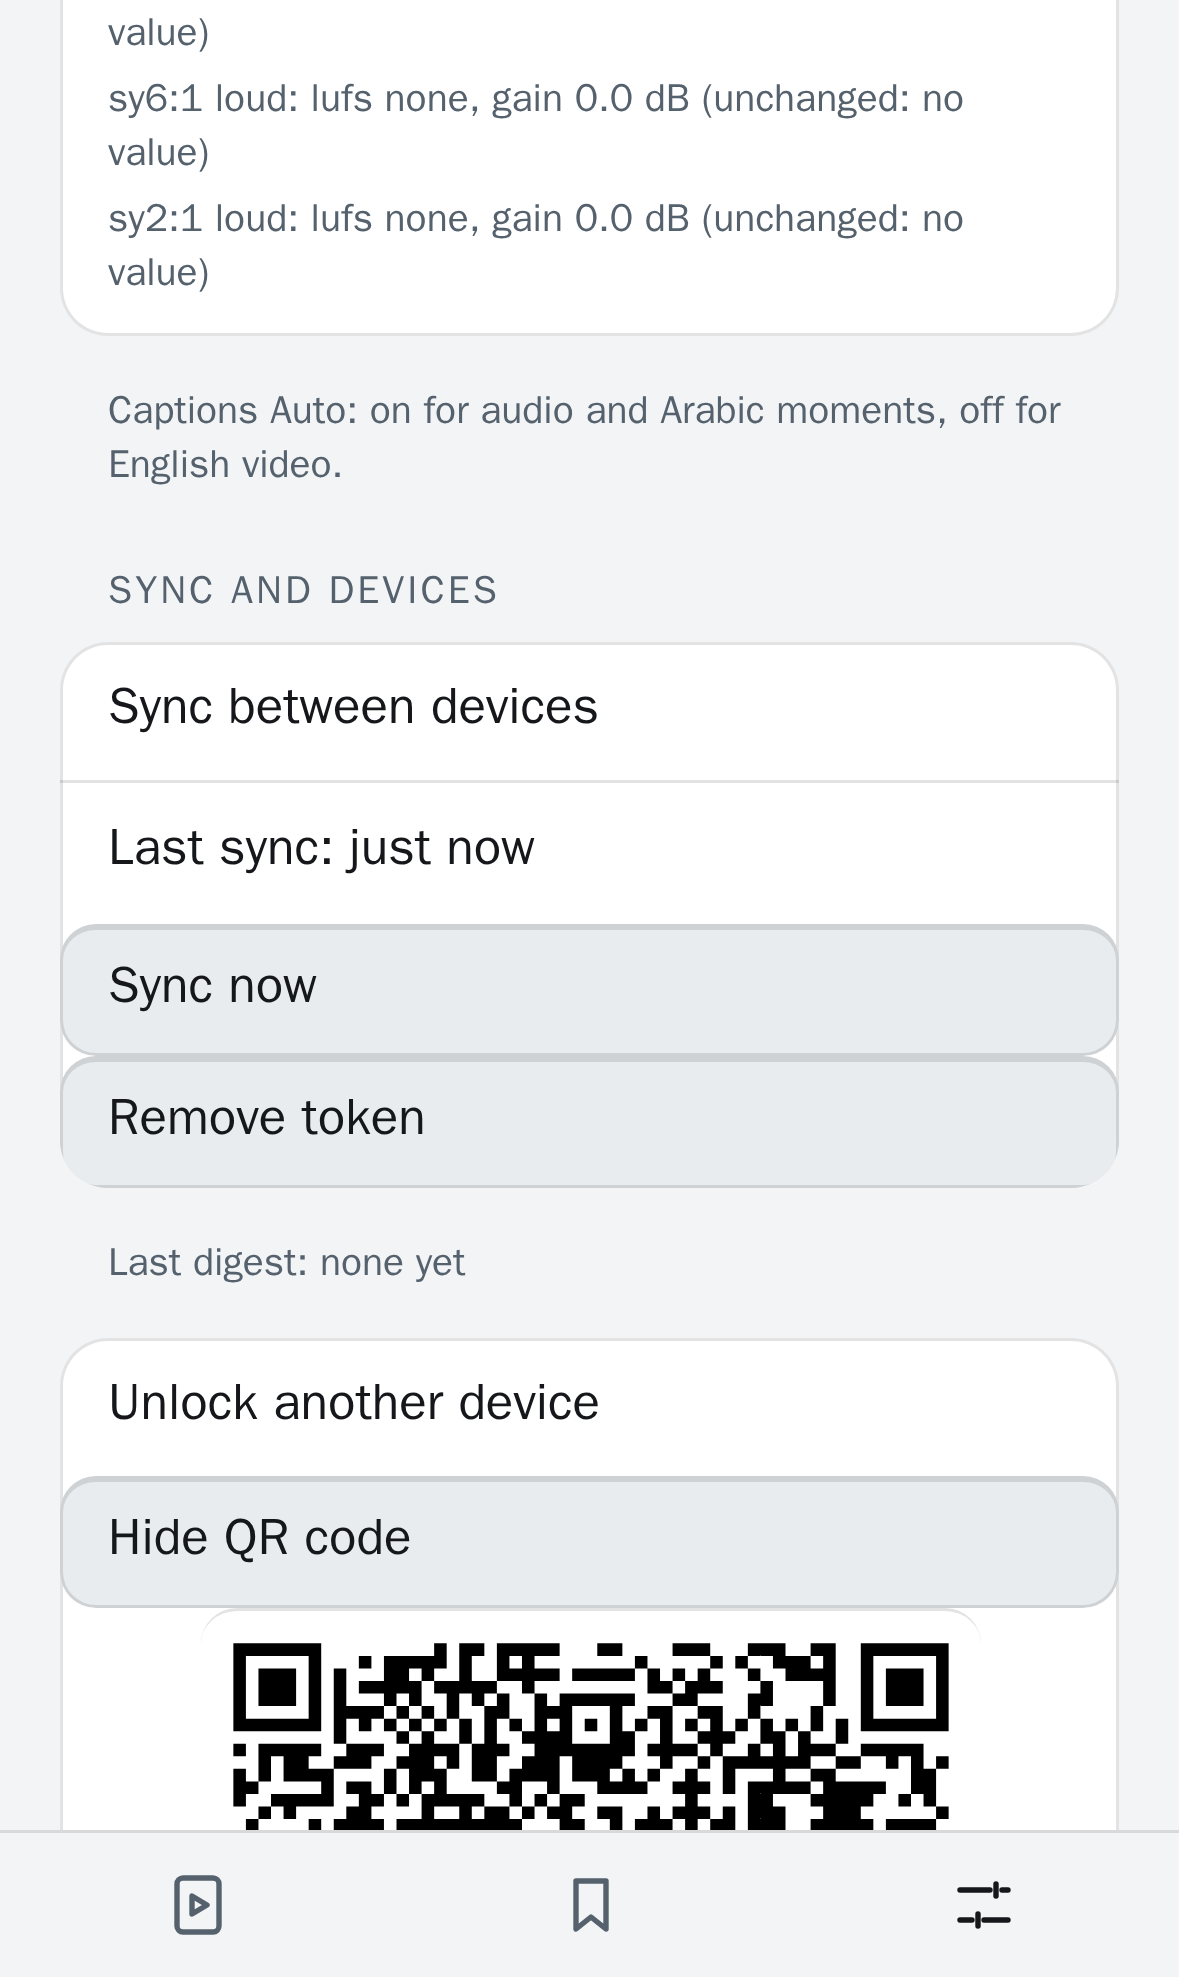 value)
sy6:1 loud: lufs none, gain 0.0 dB (unchanged: no
value)
sy2:1 loud: lufs none, gain 0.0 dB (unchanged: no
value)
Captions Auto: on for audio and Arabic moments, off for
English video.
SYNC AND DEVICES
Sync between devices
Last sync: just now
Sync now
Remove token
Last digest: none yet
Unlock another device
Hide QR code